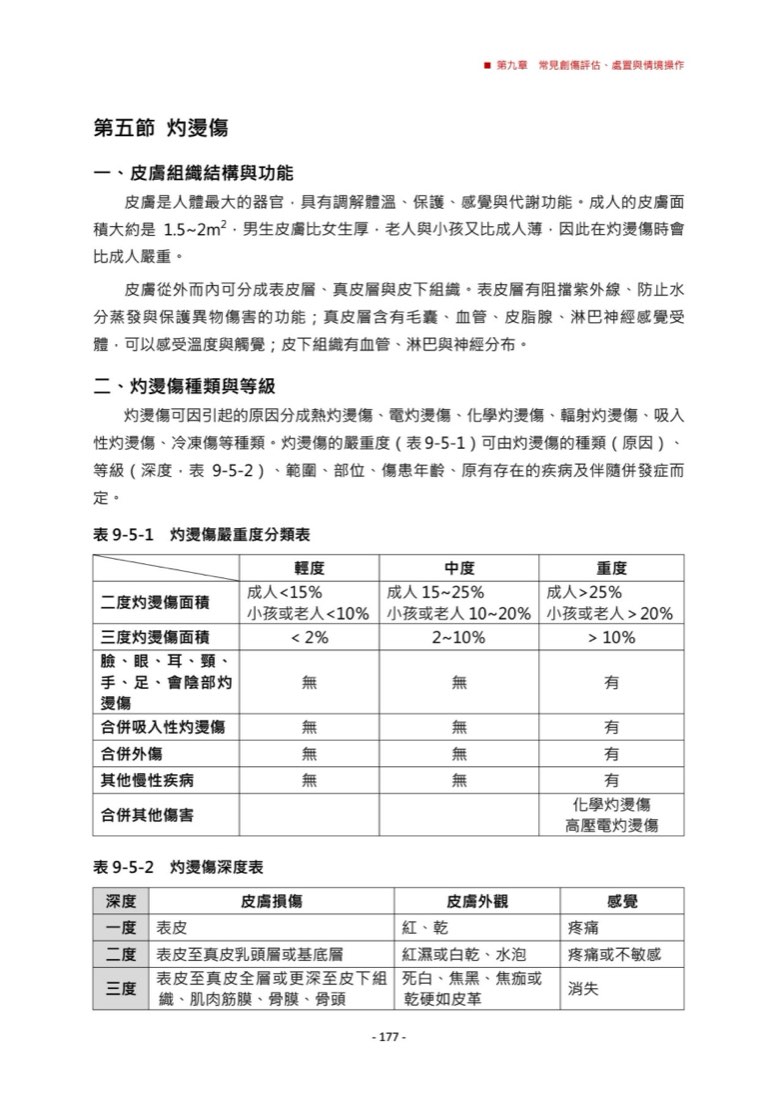 ■ 第九章　常見創傷評估、處置與情境操作
第五節 灼燙傷
一、皮膚組織結構與功能
皮膚是人體最大的器官，具有調解體溫、保護、感覺與代謝功能。成人的皮膚面
積大約是 1.5~2m²，男生皮膚比女生厚，老人與小孩又比成人薄，因此在灼燙傷時會
比成人嚴重。
皮膚從外而內可分成表皮層、真皮層與皮下組織。表皮層有阻擋紫外線、防止水
分蒸發與保護異物傷害的功能；真皮層含有毛囊、血管、皮脂腺、淋巴神經感覺受
體，可以感受溫度與觸覺；皮下組織有血管、淋巴與神經分布。
二、灼燙傷種類與等級
灼燙傷可因引起的原因分成熱灼燙傷、電灼燙傷、化學灼燙傷、輻射灼燙傷、吸入
性灼燙傷、冷凍傷等種類。灼燙傷的嚴重度（表9-5-1）可由灼燙傷的種類（原因）、
等級（深度，表 9-5-2）、範圍、部位、傷患年齡、原有存在的疾病及伴隨併發症而
定。
表 9-5-1　灼燙傷嚴重度分類表
輕度 中度 重度
二度灼燙傷面積 成人<15% 成人 15~25% 成人>25%
小孩或老人<10% 小孩或老人 10~20% 小孩或老人＞20%
三度灼燙傷面積 ＜2% 2~10% ＞10%
臉、眼、耳、頸、
手、足、會陰部灼 無 無 有
燙傷
合併吸入性灼燙傷 無 無 有
合併外傷 無 無 有
其他慢性疾病 無 無 有
合併其他傷害 化學灼燙傷
高壓電灼燙傷
表 9-5-2　灼燙傷深度表
深度 皮膚損傷 皮膚外觀 感覺
一度 表皮 紅、乾 疼痛
二度 表皮至真皮乳頭層或基底層 紅濕或白乾、水泡 疼痛或不敏感
三度 表皮至真皮全層或更深至皮下組 死白、焦黑、焦痂或 消失
織、肌肉筋膜、骨膜、骨頭 乾硬如皮革
- 177 -